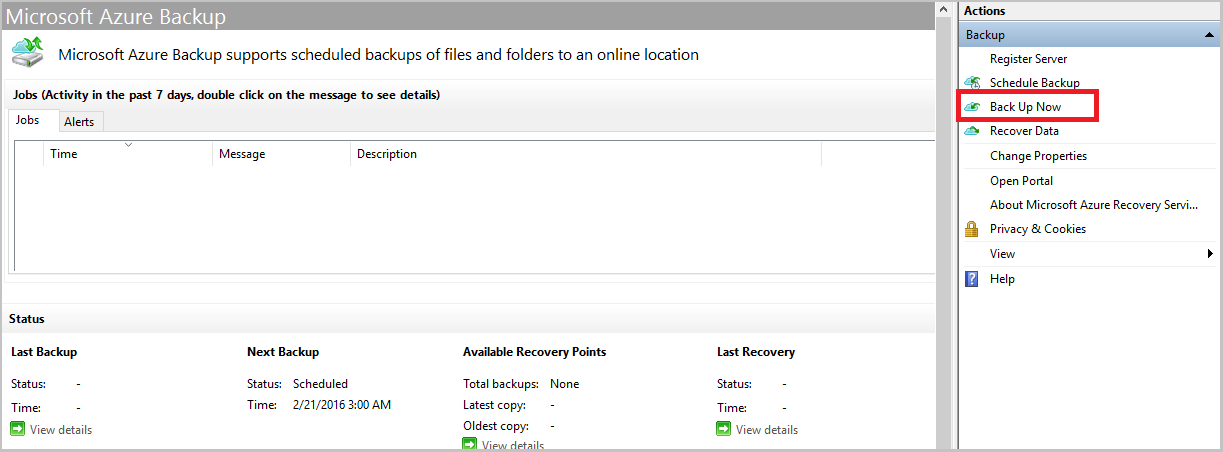 Microsoft Azure Backup
Microsoft Azure Backup supports scheduled backups of files and folders to an online location
Jobs (Activity in the past 7 days, double click on the message to see details)
Jobs Alerts
Time Message Description
Status
Last Backup
Status: -
Time: -
View details
Next Backup
Status: Scheduled
Time: 2/21/2016 3:00 AM
Available Recovery Points
Total backups: None
Latest copy: -
Oldest copy: -
View details
Last Recovery
Status: -
Time: -
View details
Actions
Backup
Register Server
Schedule Backup
Back Up Now
Recover Data
Change Properties
Open Portal
About Microsoft Azure Recovery Servi...
Privacy & Cookies
View
Help